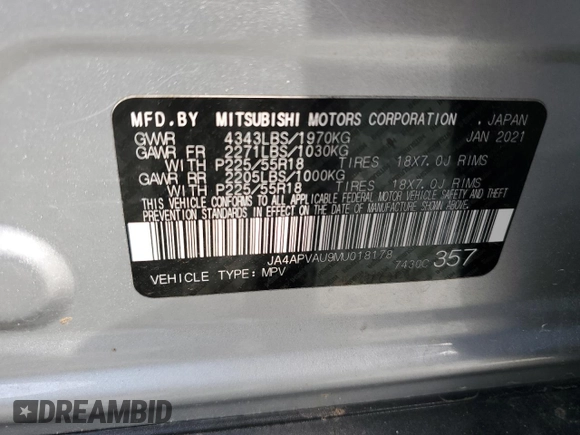 MFD.BY MITSUBISHI MOTORS CORPORATION. JAPAN
GVWR 4343LBS/1970KG JAN 2021
GAWR FR 2271LBS/1030KG
WITH P225/55R18 TIRES 18X7.0J RIMS
GAWR RR 2205LBS/1000KG
WITH P225/55R18 TIRES 18X7.0J RIMS
THIS VEHICLE CONFORMS TO ALL APPLICABLE FEDERAL MOTOR VEHICLE SAFETY AND THEFT
PREVENTION STANDARDS IN EFFECT ON THE DATE OF MANUFACTURE SHOWN ABOVE.
JA4APVAU9MU018178 7430C 357
VEHICLE TYPE: MPV
DREAMBID